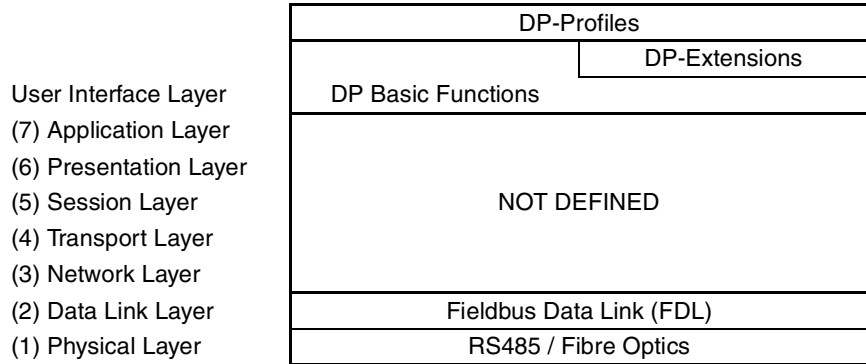 DP-Profiles
DP-Extensions
User Interface Layer DP Basic Functions
(7) Application Layer
(6) Presentation Layer
(5) Session Layer NOT DEFINED
(4) Transport Layer
(3) Network Layer
(2) Data Link Layer Fieldbus Data Link (FDL)
(1) Physical Layer RS485 / Fibre Optics